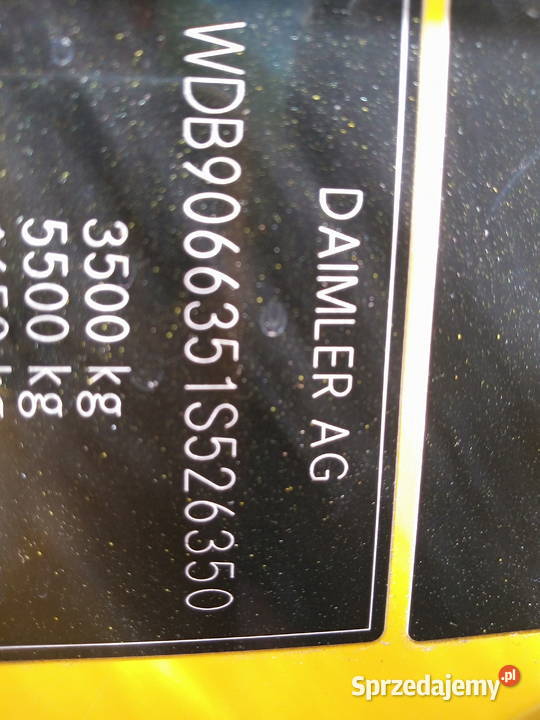 DAIMLER AG
WDB9066351S526350
3500 kg
5500 kg
Sprzedajemy.pl